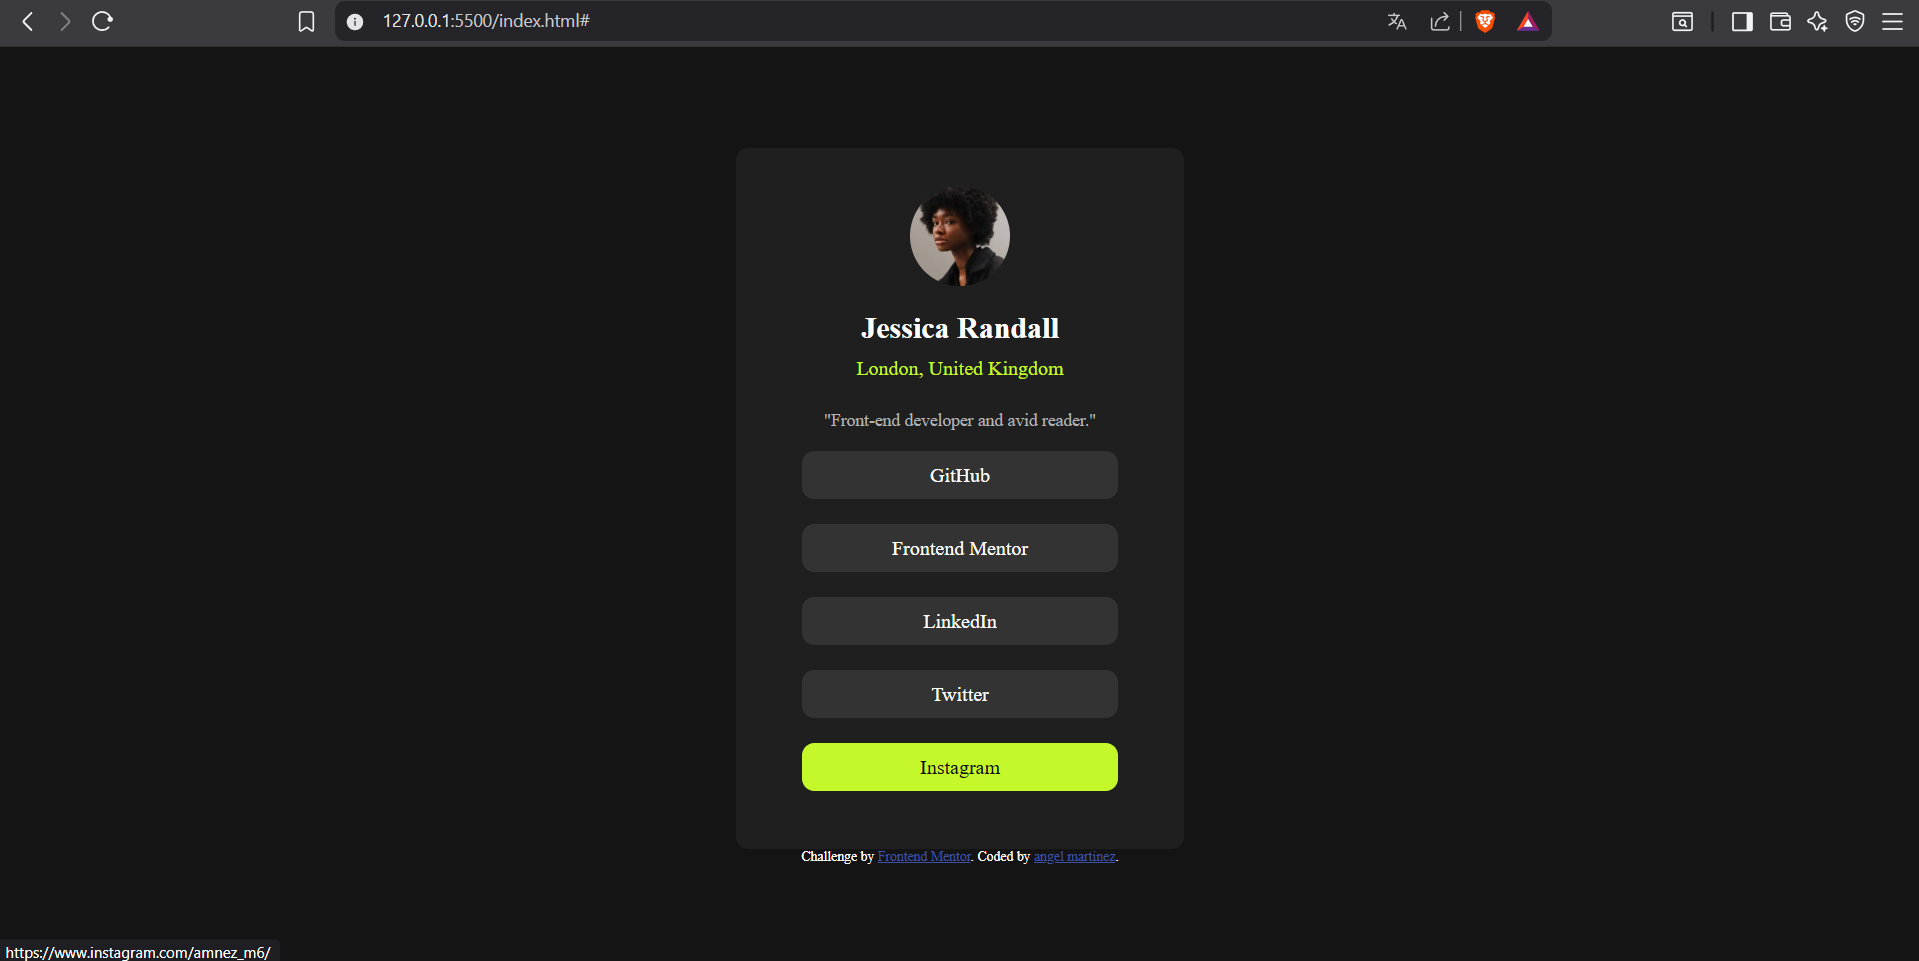 127.0.0.1:5500/index.html#
Jessica Randall
London, United Kingdom
"Front-end developer and avid reader."
GitHub
Frontend Mentor
LinkedIn
Twitter
Instagram
Challenge by Frontend Mentor. Coded by angel martinez.
https://www.instagram.com/amnez_m6/